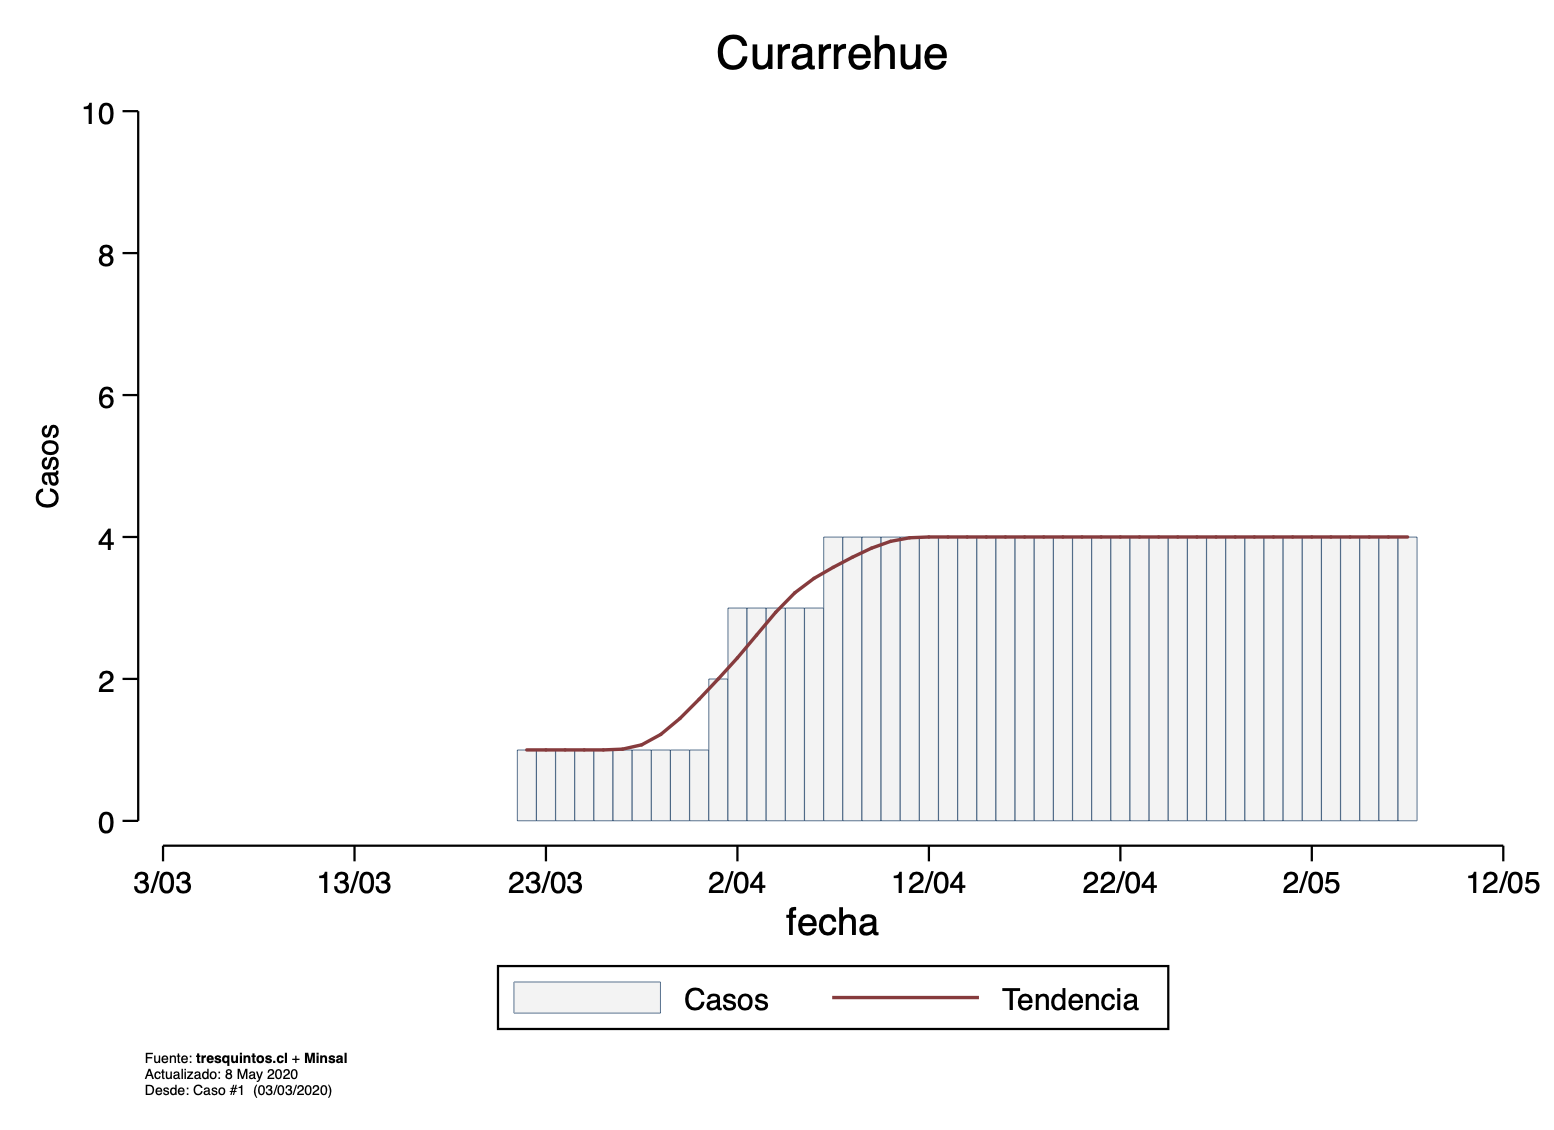 Curarrehue
10
8
6
4
2
0
Casos
3/03 13/03 23/03 2/04 12/04 22/04 2/05 12/05
fecha
Casos Tendencia
Fuente: tresquintos.cl + Minsal
Actualizado: 8 May 2020
Desde: Caso #1 (03/03/2020)